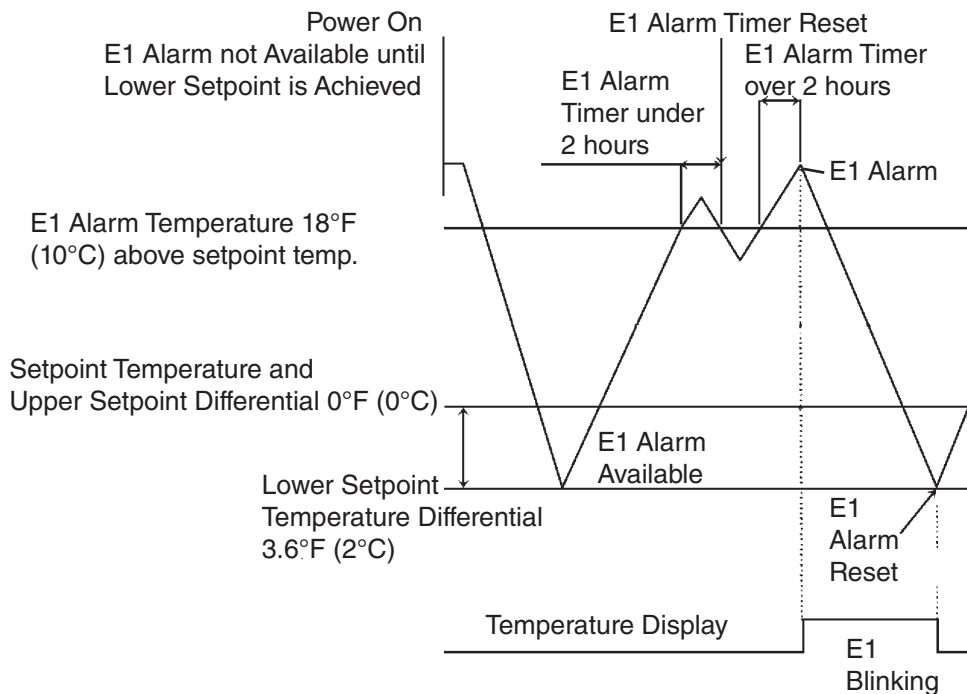 Power On
E1 Alarm not Available until
Lower Setpoint is Achieved
E1 Alarm Timer Reset
E1 Alarm
Timer under
2 hours
E1 Alarm Timer
over 2 hours
E1 Alarm
E1 Alarm Temperature 18°F
(10°C) above setpoint temp.
Setpoint Temperature and
Upper Setpoint Differential 0°F (0°C)
E1 Alarm
Available
Lower Setpoint
Temperature Differential
3.6°F (2°C)
E1
Alarm
Reset
Temperature Display
E1
Blinking